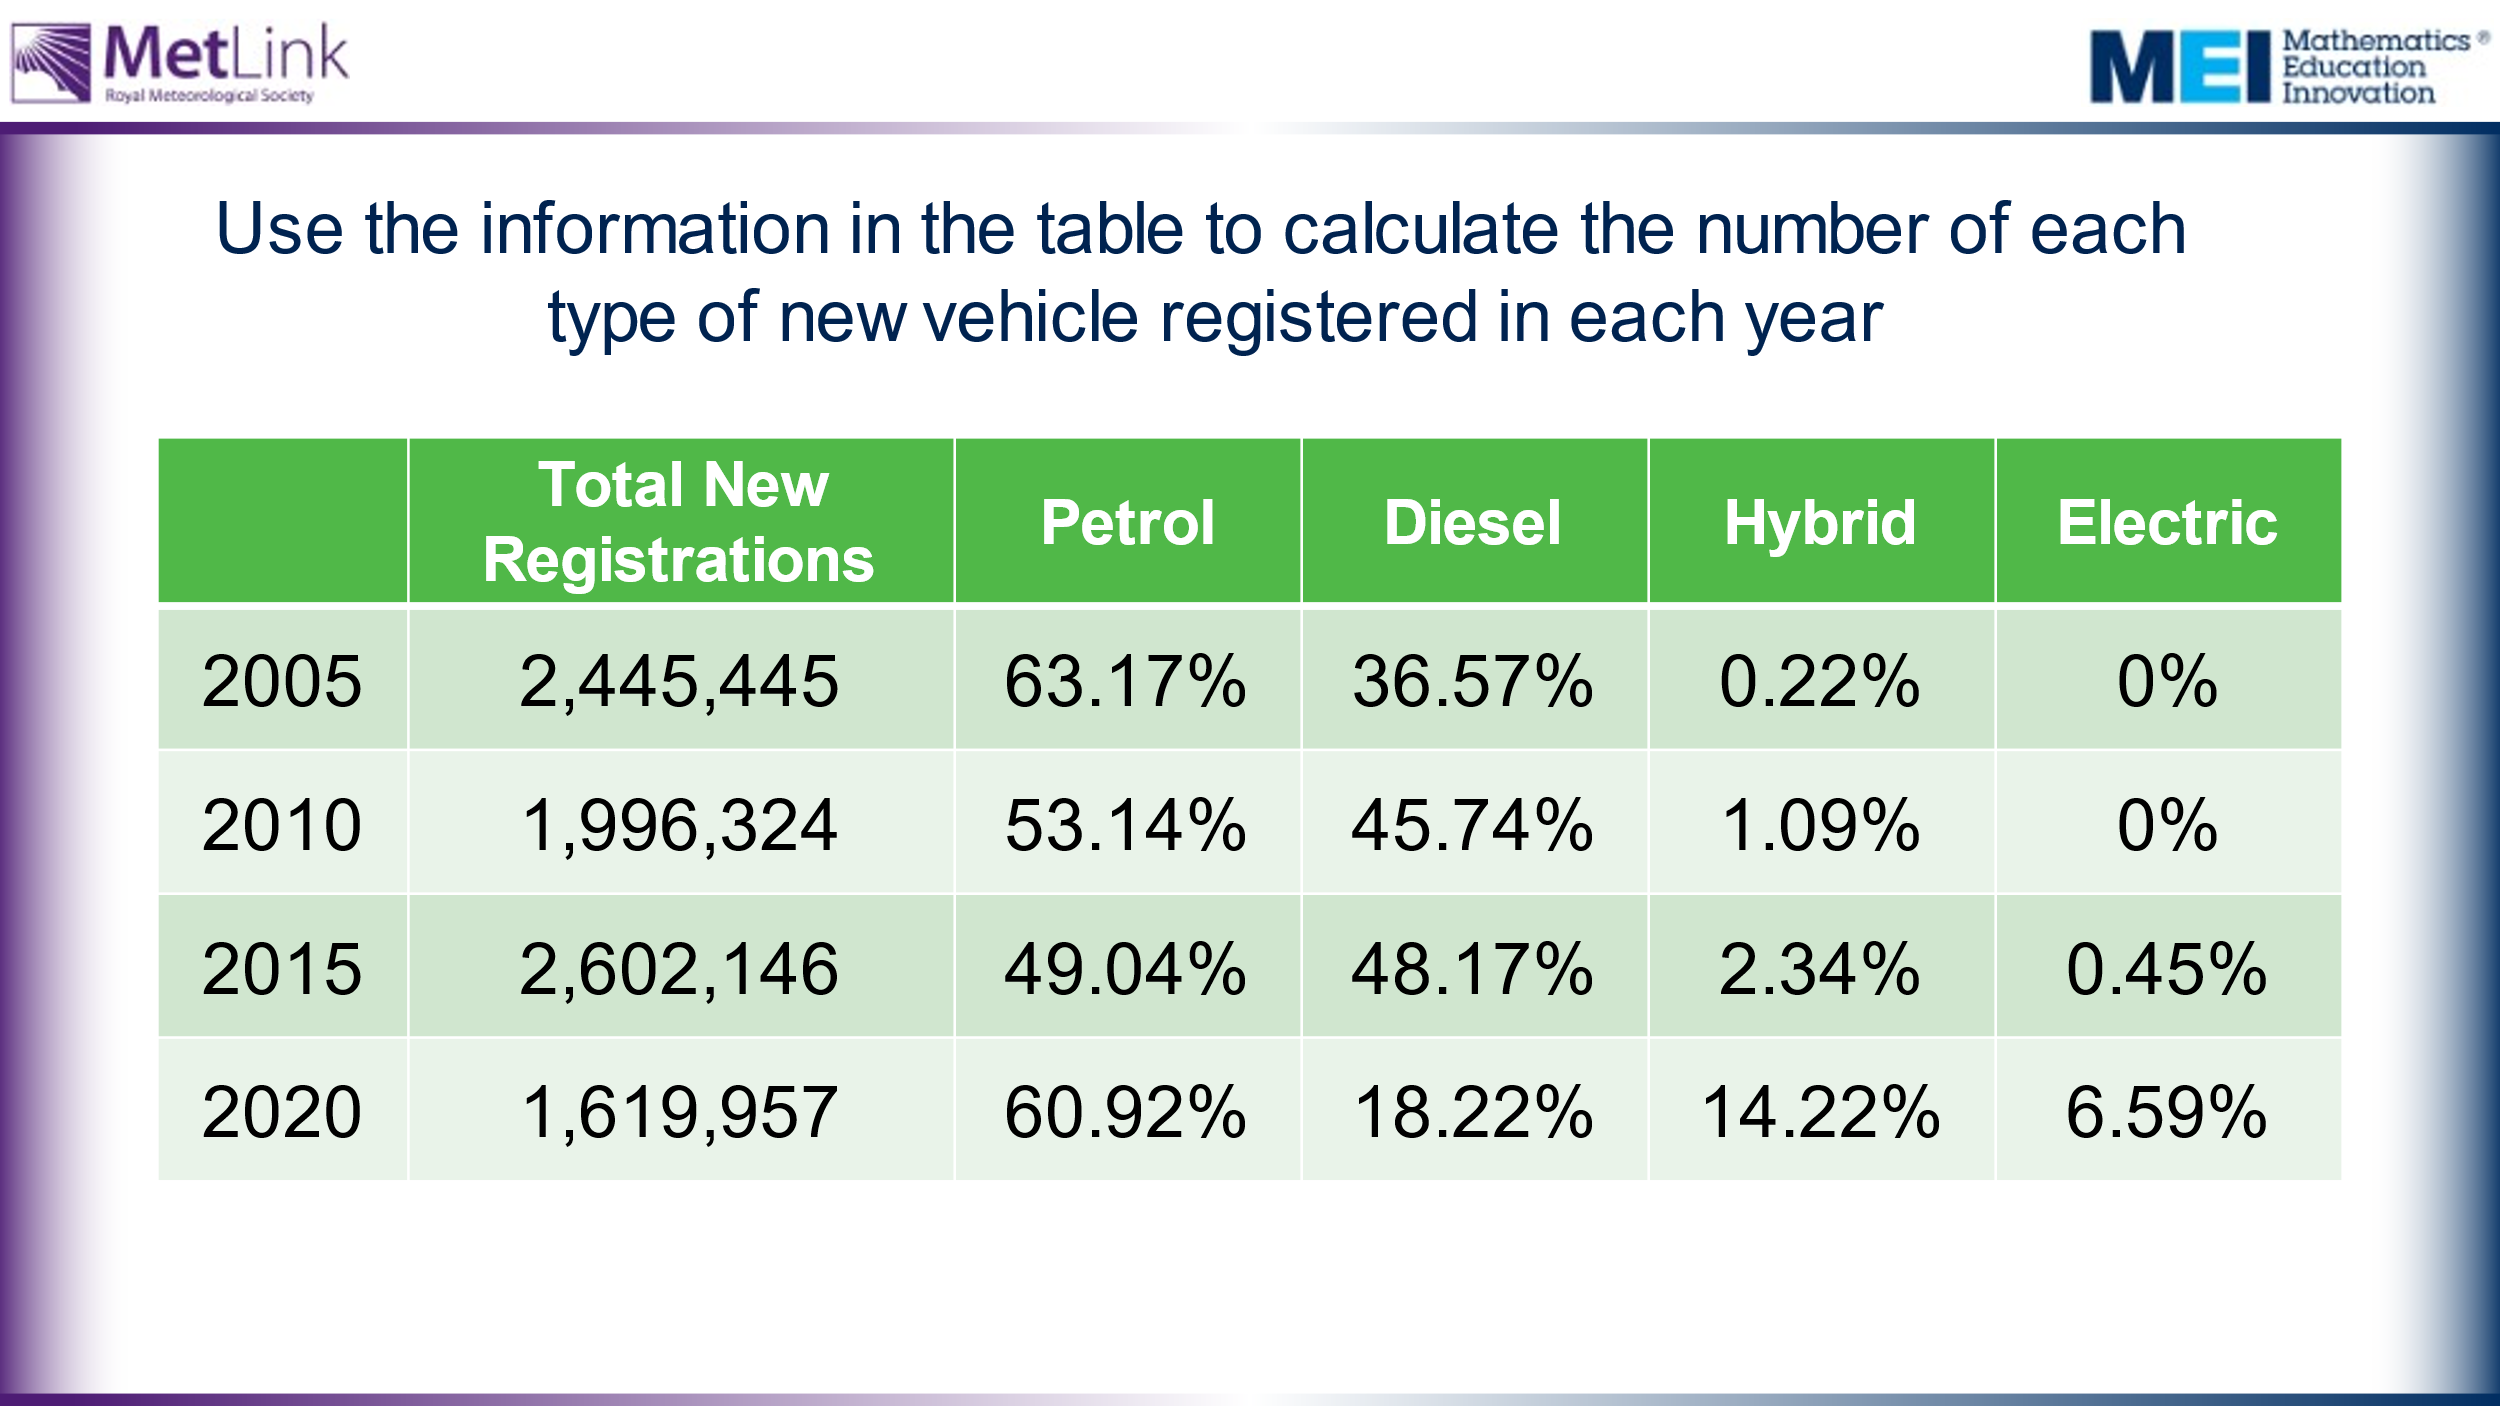 MetLink
Royal Meteorological Society
MEI Mathematics ®
Education
Innovation
Use the information in the table to calculate the number of each
type of new vehicle registered in each year
Total New Registrations Petrol Diesel Hybrid Electric
2005 2,445,445 63.17% 36.57% 0.22% 0%
2010 1,996,324 53.14% 45.74% 1.09% 0%
2015 2,602,146 49.04% 48.17% 2.34% 0.45%
2020 1,619,957 60.92% 18.22% 14.22% 6.59%